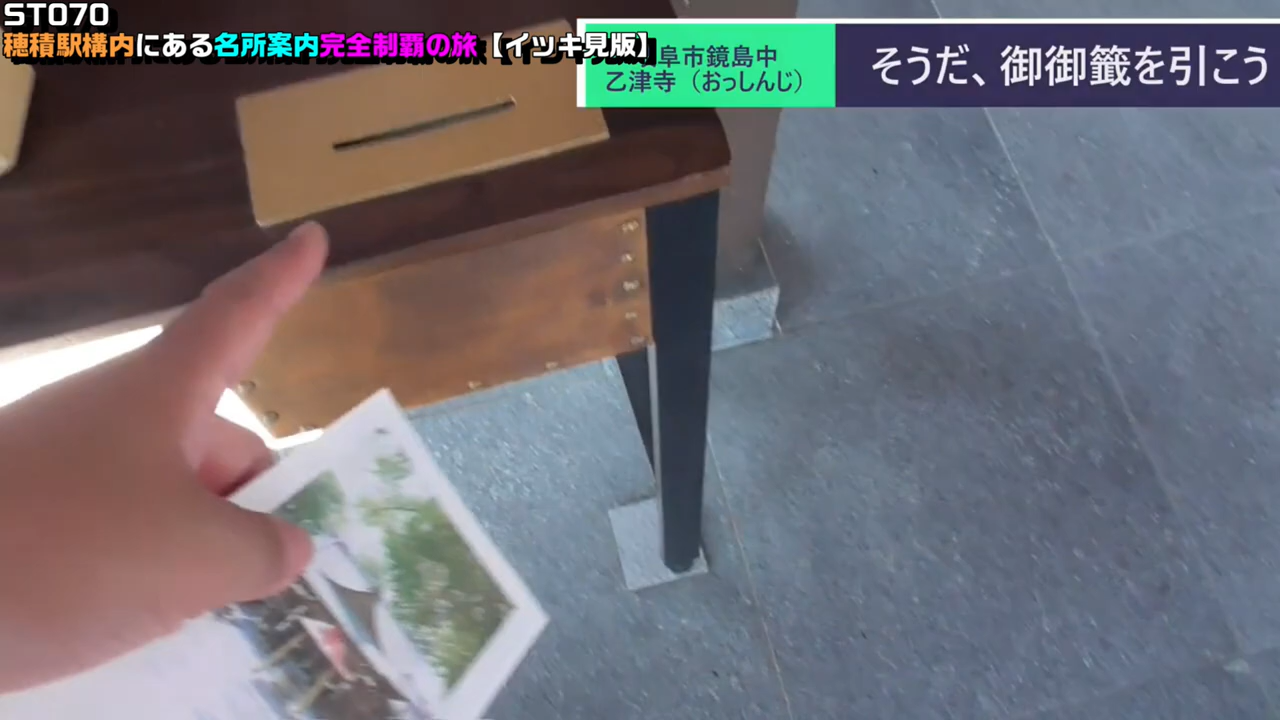 ST070
穂積駅構内にある名所案内完全制覇の旅【イッキ見版】
阜市鏡島中
乙津寺（おっしんじ）
そうだ、御御籤を引こう